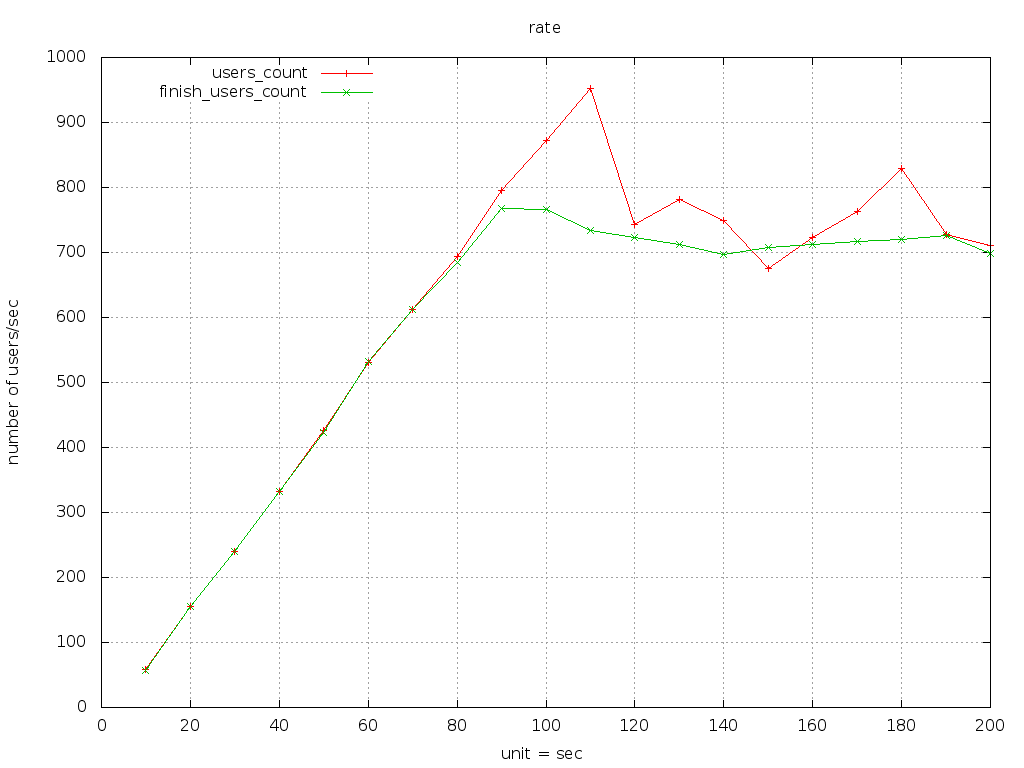 rate
users_count
finish_users_count
1000
900
800
700
600
500
400
300
200
100
0
number of users/sec
0 20 40 60 80 100 120 140 160 180 200
unit = sec